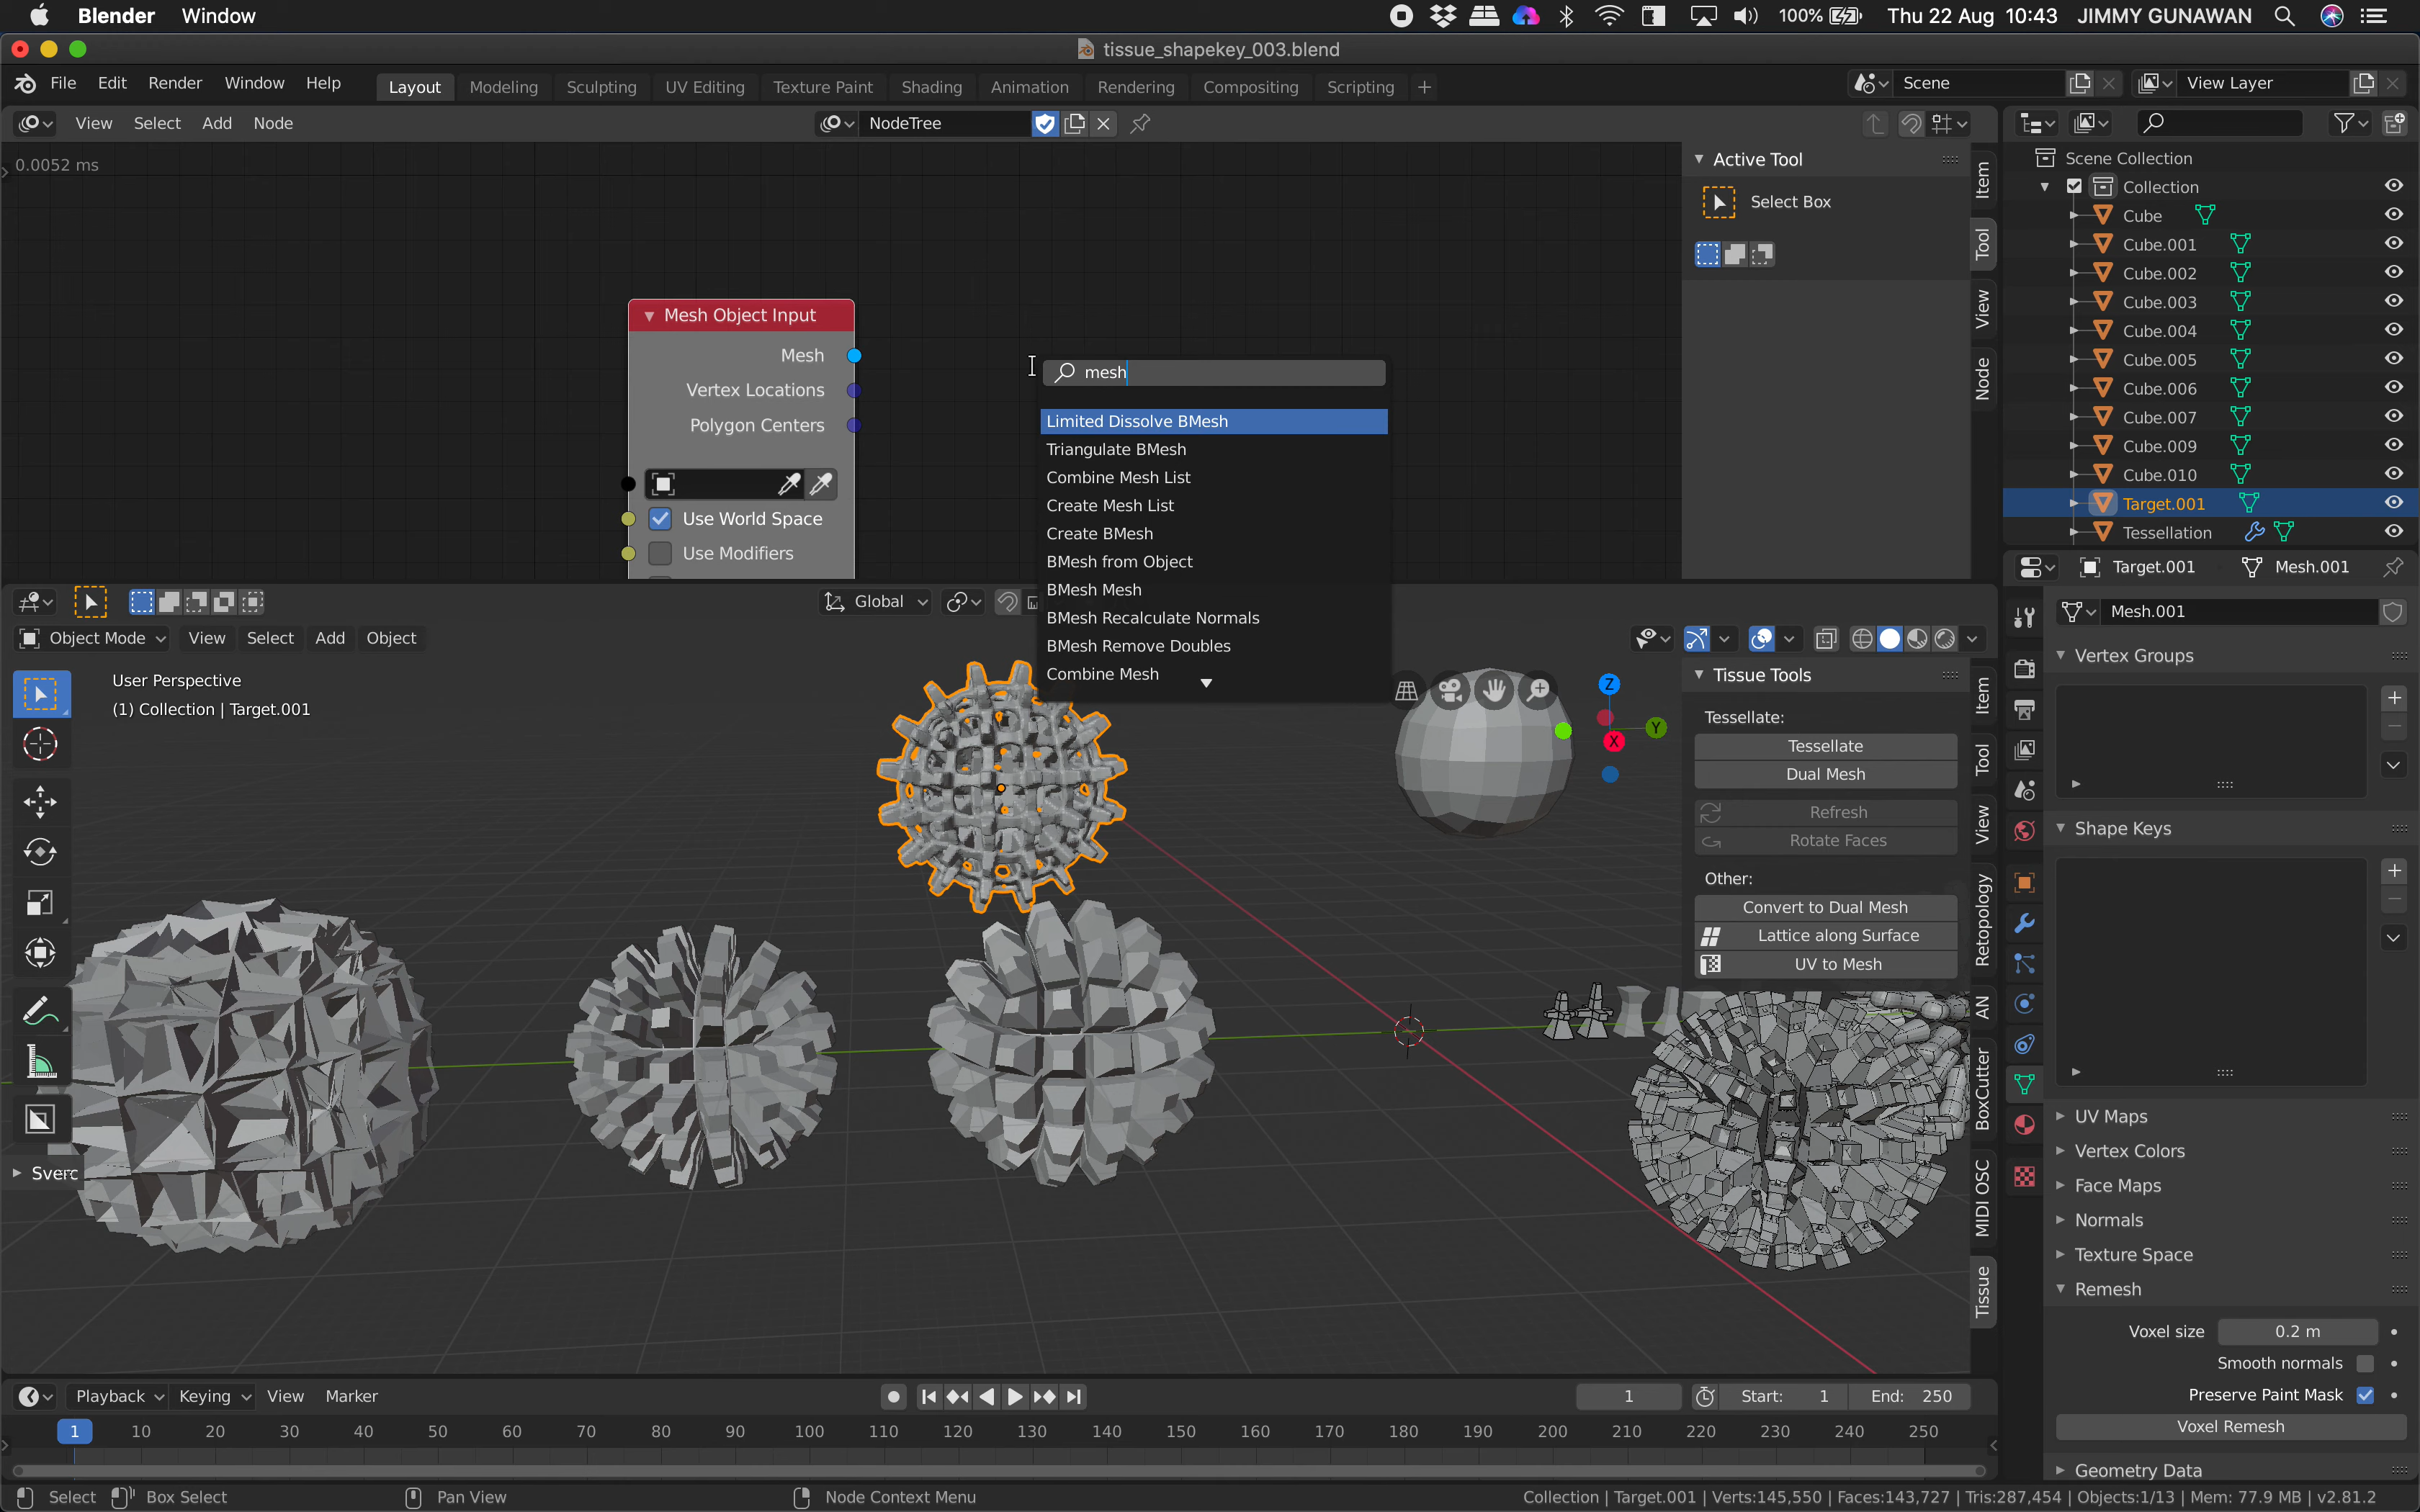 Blender Window 100% Thu 22 Aug 10:43 JIMMY GUNAWAN
tissue_shapekey_003.blend
File Edit Render Window Help Layout Modeling Sculpting UV Editing Texture Paint Shading Animation Rendering Compositing Scripting + Scene View Layer
View Select Add Node NodeTree
0.0052 ms
Active Tool
Select Box
Item
Tool
View
Node
Mesh Object Input
Mesh
Vertex Locations
Polygon Centers
Use World Space
Use Modifiers
mesh
Limited Dissolve BMesh
Triangulate BMesh
Combine Mesh List
Create Mesh List
Create BMesh
BMesh from Object
BMesh Mesh
BMesh Recalculate Normals
BMesh Remove Doubles
Combine Mesh
Scene Collection
Collection
Cube
Cube.001
Cube.002
Cube.003
Cube.004
Cube.005
Cube.006
Cube.007
Cube.009
Cube.010
Target.001
Tessellation
Target.001 Mesh.001
Mesh.001
Vertex Groups
Shape Keys
UV Maps
Vertex Colors
Face Maps
Normals
Texture Space
Remesh
Voxel size 0.2 m
Smooth normals
Preserve Paint Mask
Voxel Remesh
Geometry Data
Global
Object Mode View Select Add Object
User Perspective
(1) Collection | Target.001
Sverc
Z
Y
X
Tissue Tools
Tessellate:
Tessellate
Dual Mesh
Refresh
Rotate Faces
Other:
Convert to Dual Mesh
Lattice along Surface
UV to Mesh
Item
Tool
View
Retopology
AN
BoxCutter
MIDI OSC
Tissue
Playback Keying View Marker 1 Start: 1 End: 250
1 10 20 30 40 50 60 70 80 90 100 110 120 130 140 150 160 170 180 190 200 210 220 230 240 250
Select Box Select Pan View Node Context Menu Collection | Target.001 | Verts:145,550 | Faces:143,727 | Tris:287,454 | Objects:1/13 | Mem: 77.9 MB | v2.81.2